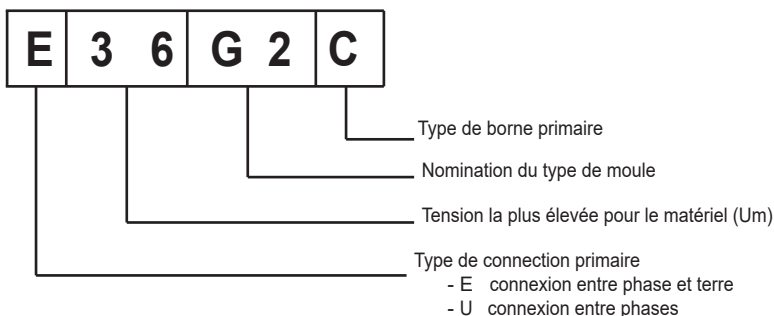 E 3 6 G 2 C
Type de borne primaire
Nomination du type de moule
Tension la plus élevée pour le matériel (Um)
Type de connection primaire
- E connexion entre phase et terre
- U connexion entre phases